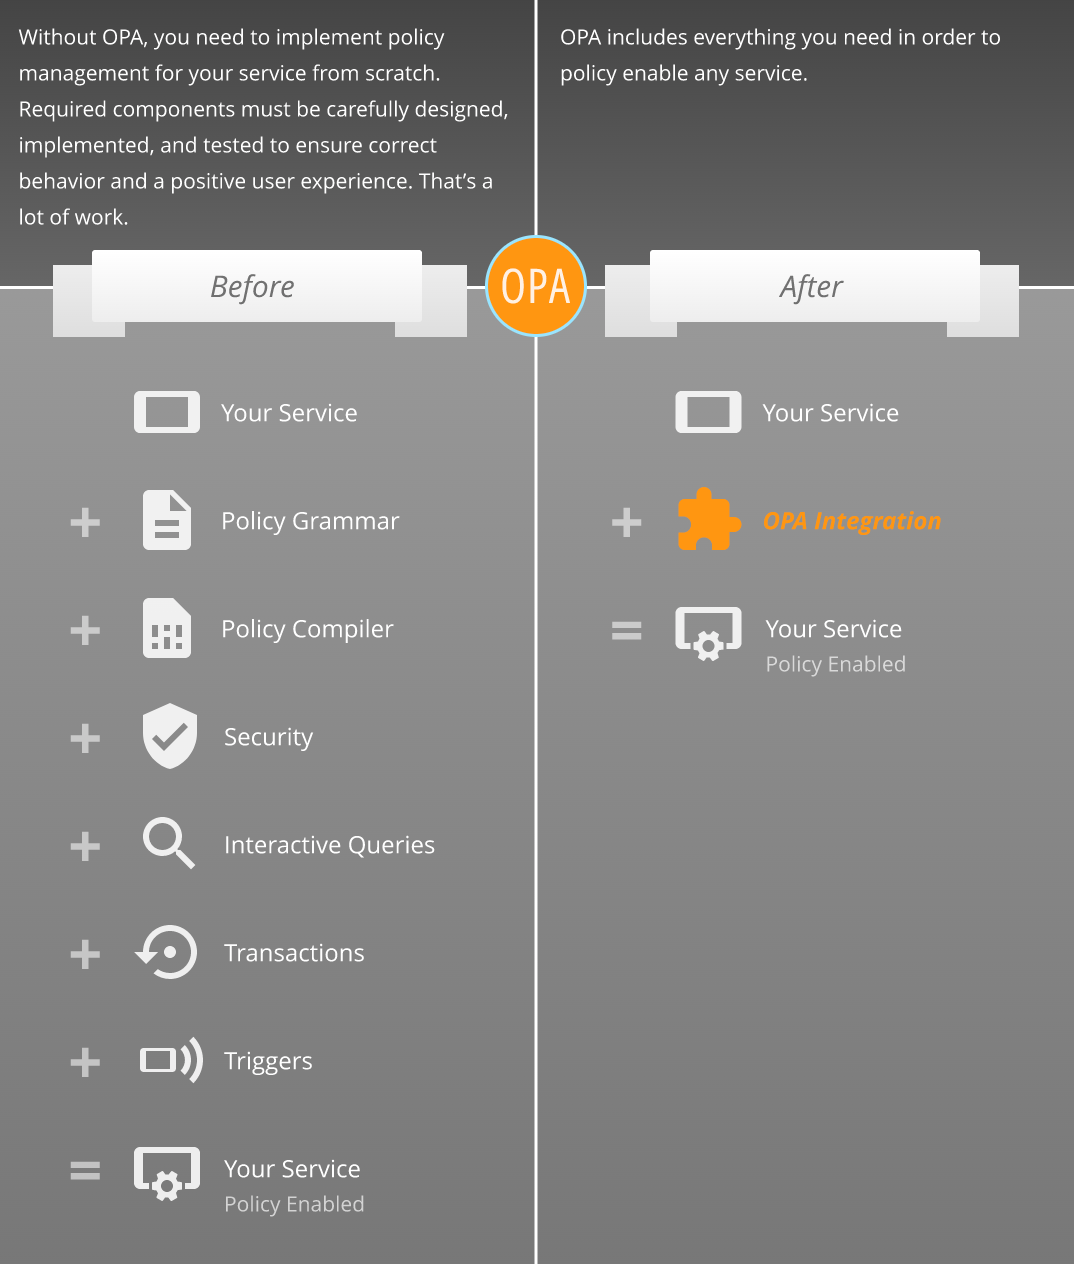 Without OPA, you need to implement policy
management for your service from scratch.
Required components must be carefully designed,
implemented, and tested to ensure correct
behavior and a positive user experience. That’s a
lot of work.
OPA includes everything you need in order to
policy enable any service.
Before
OPA
After
Your Service
+ Policy Grammar
+ Policy Compiler
+ Security
+ Interactive Queries
+ Transactions
+ Triggers
= Your Service
Policy Enabled
Your Service
+ OPA Integration
= Your Service
Policy Enabled